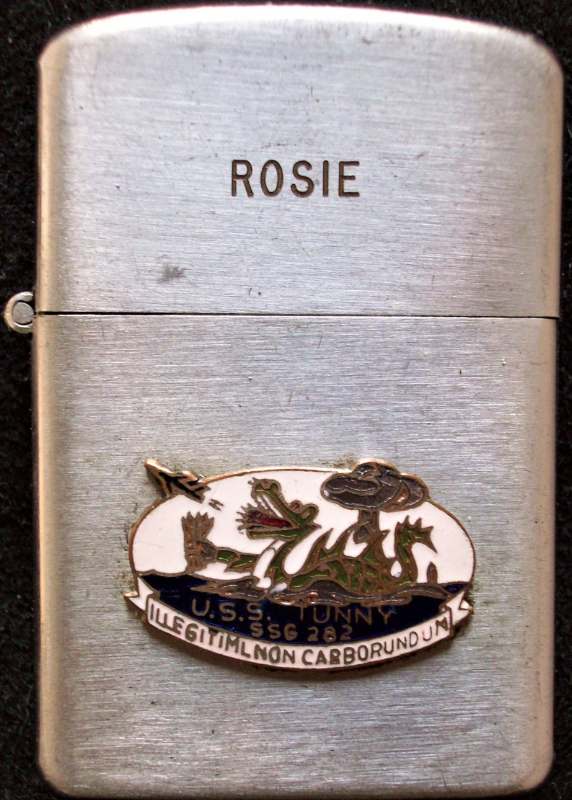 ROSIE
U.S.S. TUNNY
SSG 282
ILLEGITIMI NON CARBORUNDUM